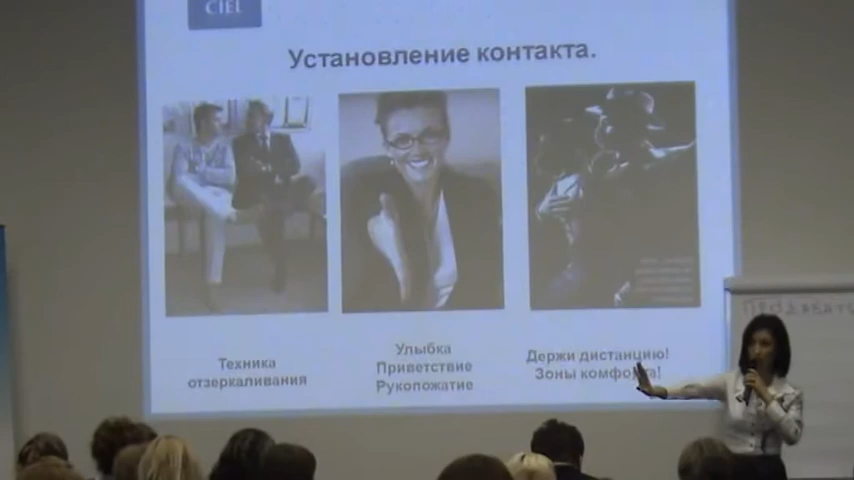 CIEL
Установление контакта.
Техника
отзеркаливания
Улыбка
Приветствие
Рукопожатие
Держи дистанцию!
Зоны комфорта!